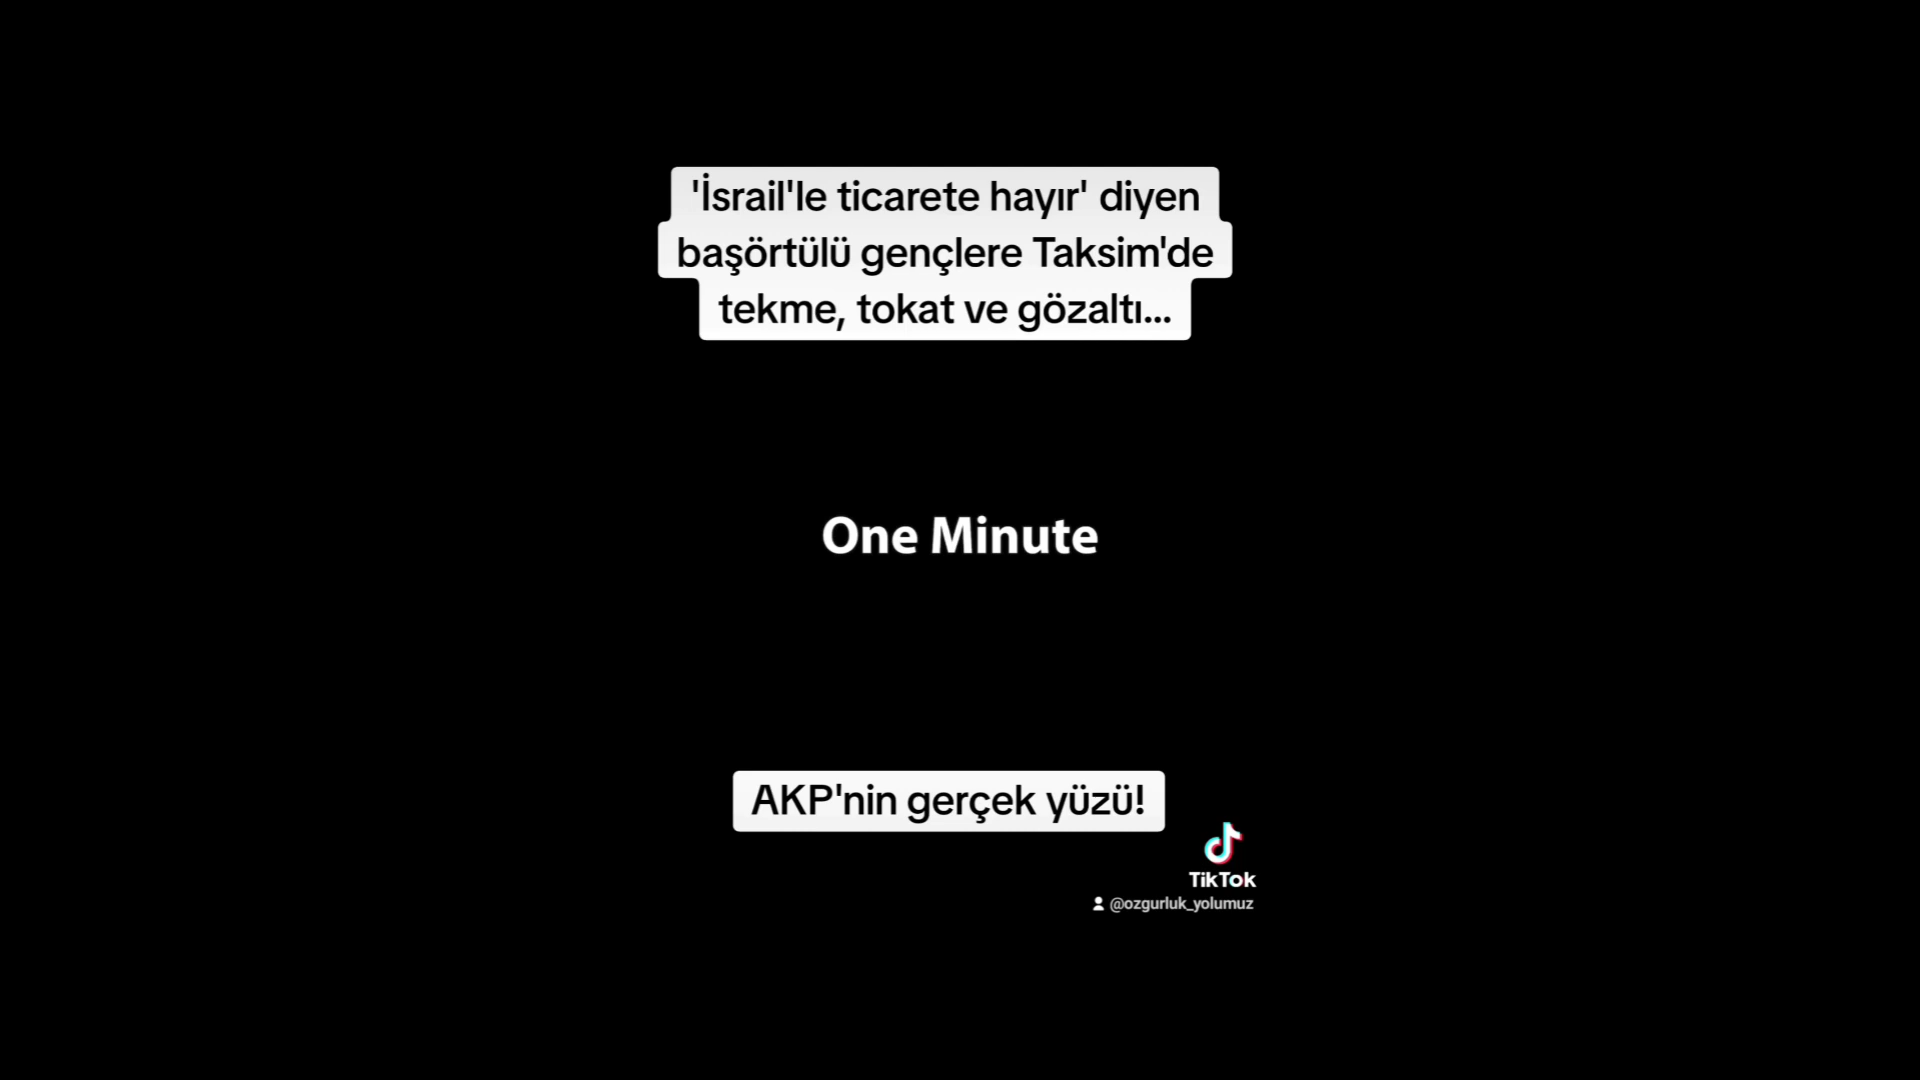 'İsrail'le ticarete hayır' diyen
başörtülü gençlere Taksim'de
tekme, tokat ve gözaltı...
One Minute
AKP'nin gerçek yüzü!
TikTok
@ozgurluk_yolumuz